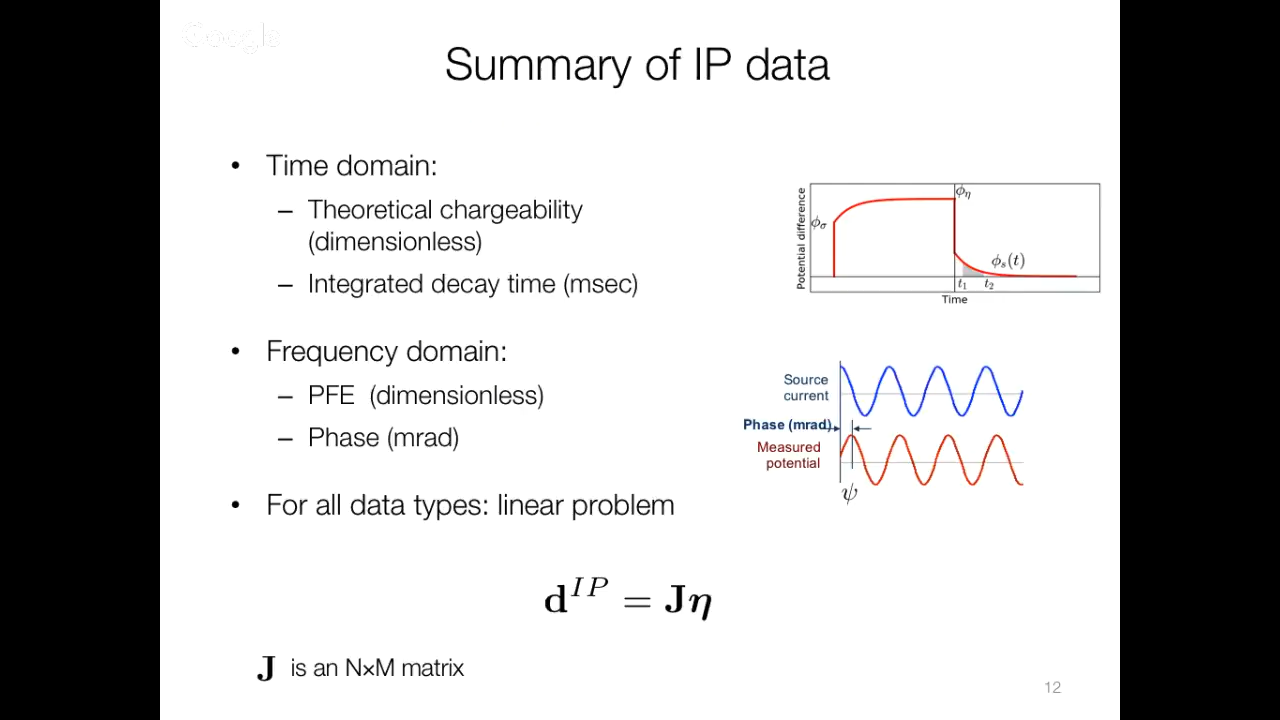 Google
Summary of IP data
• Time domain:
– Theoretical chargeability
(dimensionless)
– Integrated decay time (msec)
• Frequency domain:
– PFE (dimensionless)
– Phase (mrad)
• For all data types: linear problem
d^{IP} = Jη
J is an N×M matrix
Potential difference
ϕ_σ
ϕ_η
ϕ_s(t)
t_1 t_2
Time
Source
current
Phase (mrad)
Measured
potential
ψ
12